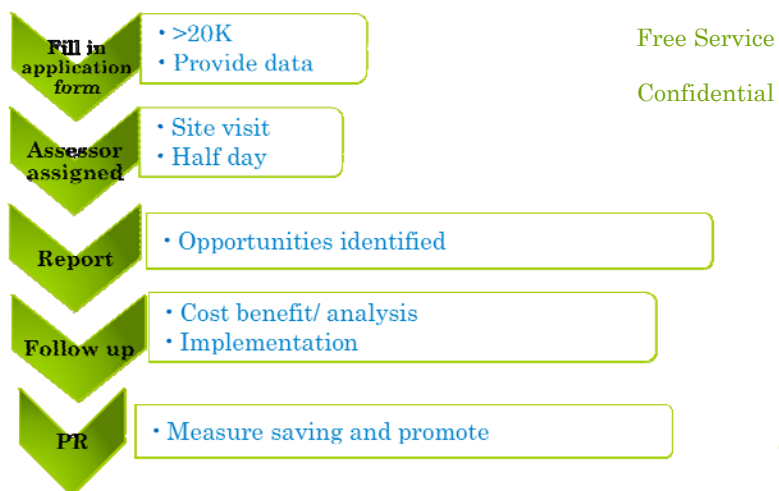 Fill in
application
form
• >20K
• Provide data
Free Service
Confidential
Assessor
assigned
• Site visit
• Half day
Report
• Opportunities identified
Follow up
• Cost benefit/ analysis
• Implementation
PR
• Measure saving and promote